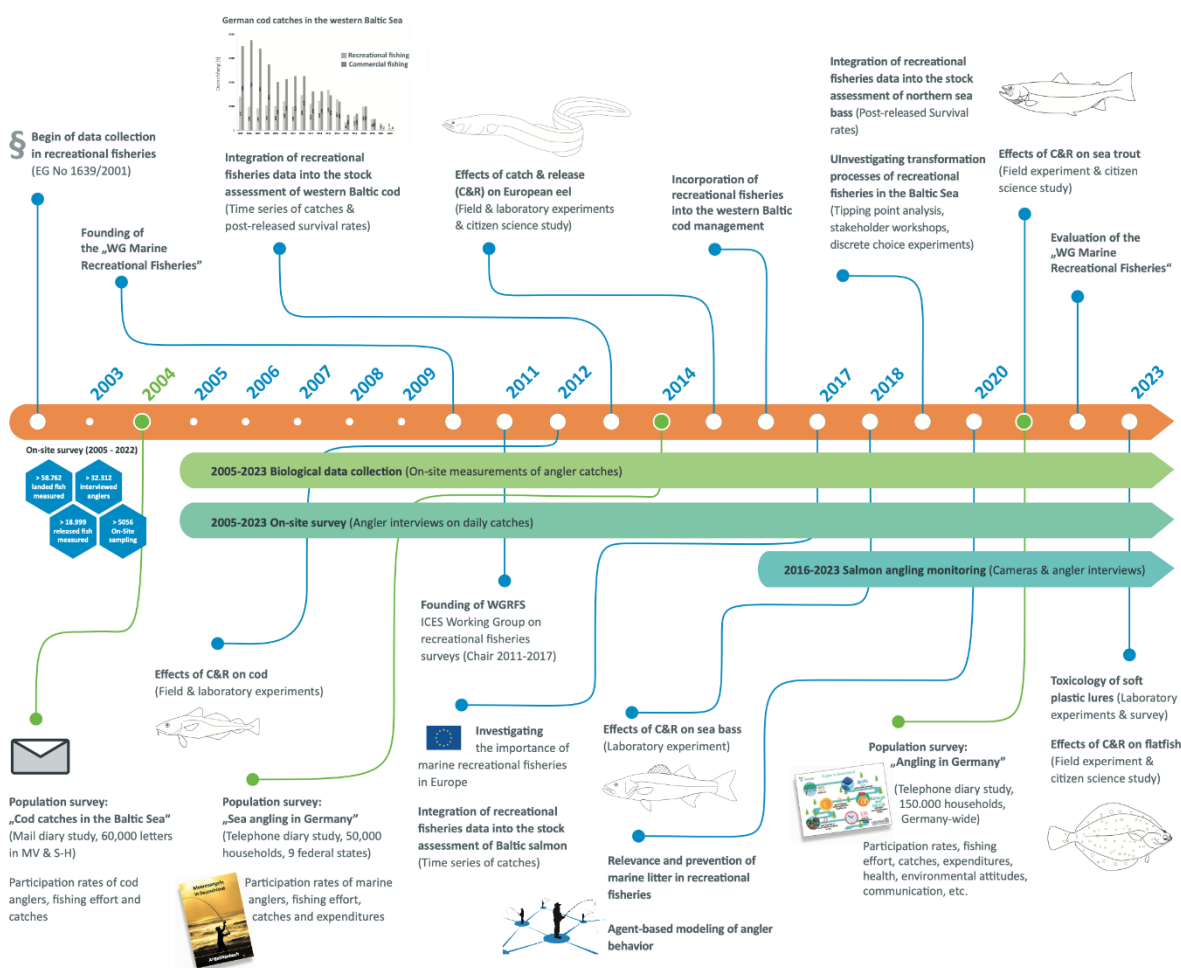 German cod catches in the western Baltic Sea
Recreational fishing
Commercial fishing
§ Begin of data collection
in recreational fisheries
(EG No 1639/2001)
Founding of
the „WG Marine
Recreational Fisheries”
Integration of recreational
fisheries data into the stock
assessment of western Baltic cod
(Time series of catches &
post-released survival rates)
Effects of catch & release
(C&R) on European eel
(Field & laboratory experiments
& citizen science study)
Incorporation of
recreational fisheries
into the western Baltic
cod management
Integration of recreational
fisheries data into the stock
assessment of northern sea
bass (Post-released Survival
rates)
UInvestigating transformation
processes of recreational
fisheries in the Baltic Sea
(Tipping point analysis,
stakeholder workshops,
discrete choice experiments)
Effects of C&R on sea trout
(Field experiment & citizen
science study)
Evaluation of the
„WG Marine
Recreational Fisheries“
2003
2004
2005
2006
2007
2008
2009
2011
2012
2014
2017
2018
2020
2023
On-site survey (2005 - 2022)
> 58.762
landed fish
measured
> 32.312
interviewed
anglers
> 18.999
released fish
measured
> 5056
On-Site
sampling
2005-2023 Biological data collection (On-site measurements of angler catches)
2005-2023 On-site survey (Angler interviews on daily catches)
2016-2023 Salmon angling monitoring (Cameras & angler interviews)
Founding of WGRFS
ICES Working Group on
recreational fisheries
surveys (Chair 2011-2017)
Effects of C&R on cod
(Field & laboratory experiments)
Population survey:
„Cod catches in the Baltic Sea“
(Mail diary study, 60,000 letters
in MV & S-H)
Participation rates of cod
anglers, fishing effort and
catches
Population survey:
„Sea angling in Germany”
(Telephone diary study, 50,000
households, 9 federal states)
Participation rates of marine
anglers, fishing effort,
catches and expenditures
Investigating
the importance of
marine recreational fisheries
in Europe
Integration of recreational
fisheries data into the stock
assessment of Baltic salmon
(Time series of catches)
Effects of C&R on sea bass
(Laboratory experiment)
Relevance and prevention of
marine litter in recreational
fisheries
Agent-based modeling of angler
behavior
Population survey:
„Angling in Germany”
(Telephone diary study,
150.000 households,
Germany-wide)
Participation rates, fishing
effort, catches, expenditures,
health, environmental attitudes,
communication, etc.
Toxicology of soft
plastic lures (Laboratory
experiments & survey)
Effects of C&R on flatfish
(Field experiment &
citizen science study)